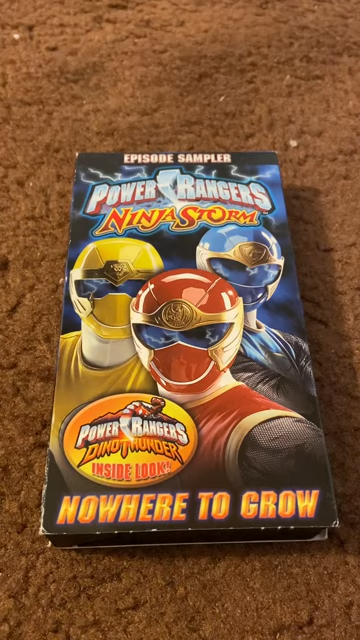 EPISODE SAMPLER
POWER RANGERS
NINJA STORM
POWER RANGERS
DINO THUNDER
INSIDE LOOK!
NOWHERE TO GROW